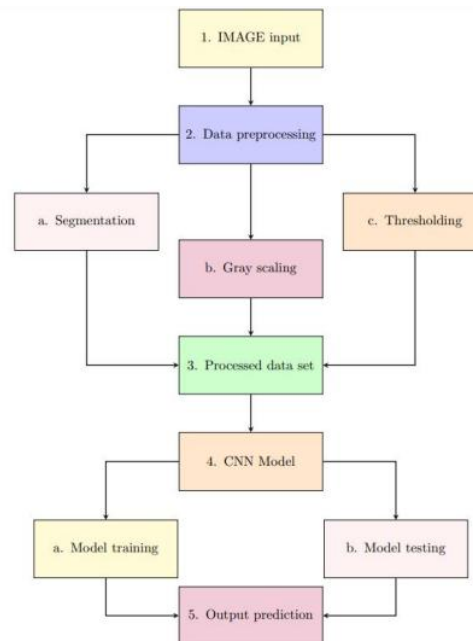 1. IMAGE input
2. Data preprocessing
a. Segmentation
c. Thresholding
b. Gray scaling
3. Processed data set
4. CNN Model
a. Model training
b. Model testing
5. Output prediction